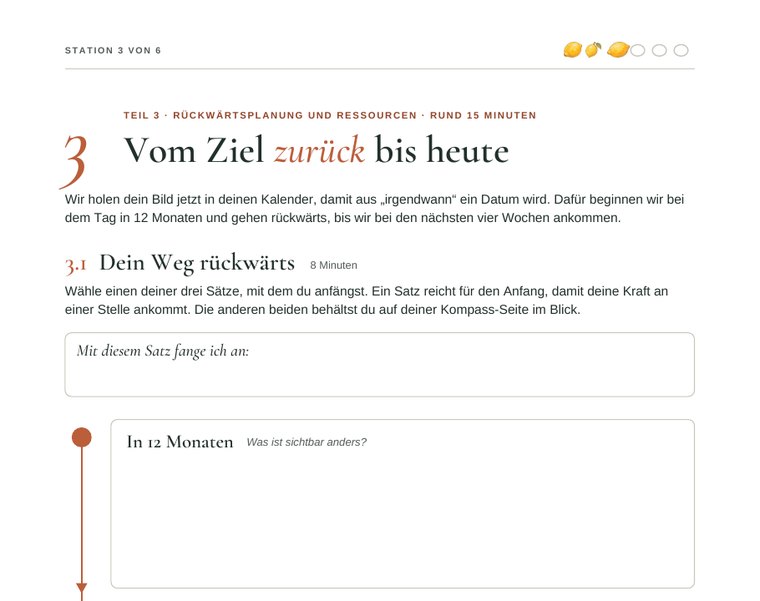 STATION 3 VON 6
TEIL 3 · RÜCKWÄRTSPLANUNG UND RESSOURCEN · RUND 15 MINUTEN
3 Vom Ziel zurück bis heute
Wir holen dein Bild jetzt in deinen Kalender, damit aus „irgendwann“ ein Datum wird. Dafür beginnen wir bei
dem Tag in 12 Monaten und gehen rückwärts, bis wir bei den nächsten vier Wochen ankommen.
3.1 Dein Weg rückwärts 8 Minuten
Wähle einen deiner drei Sätze, mit dem du anfängst. Ein Satz reicht für den Anfang, damit deine Kraft an
einer Stelle ankommt. Die anderen beiden behältst du auf deiner Kompass-Seite im Blick.
Mit diesem Satz fange ich an:
In 12 Monaten Was ist sichtbar anders?